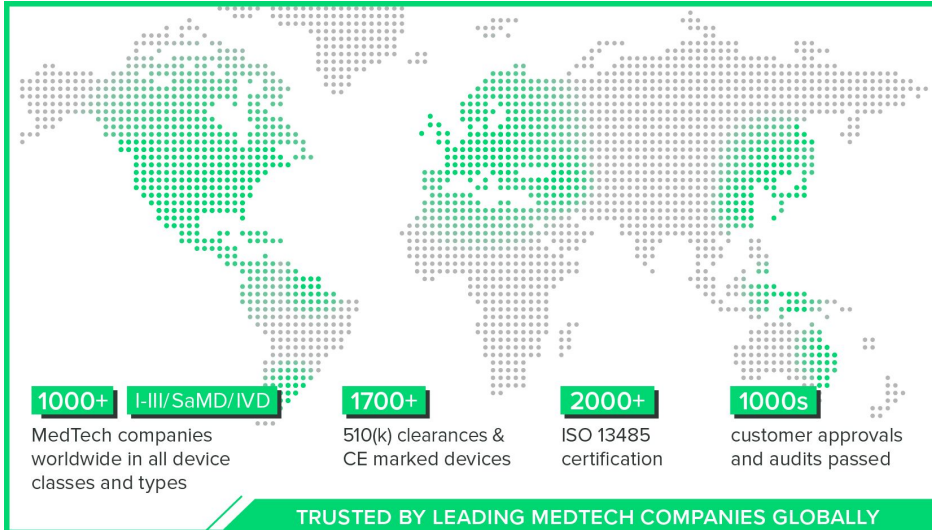 1000+ I-III/SaMD/IVD
MedTech companies
worldwide in all device
classes and types
1700+
510(k) clearances &
CE marked devices
2000+
ISO 13485
certification
1000s
customer approvals
and audits passed
TRUSTED BY LEADING MEDTECH COMPANIES GLOBALLY